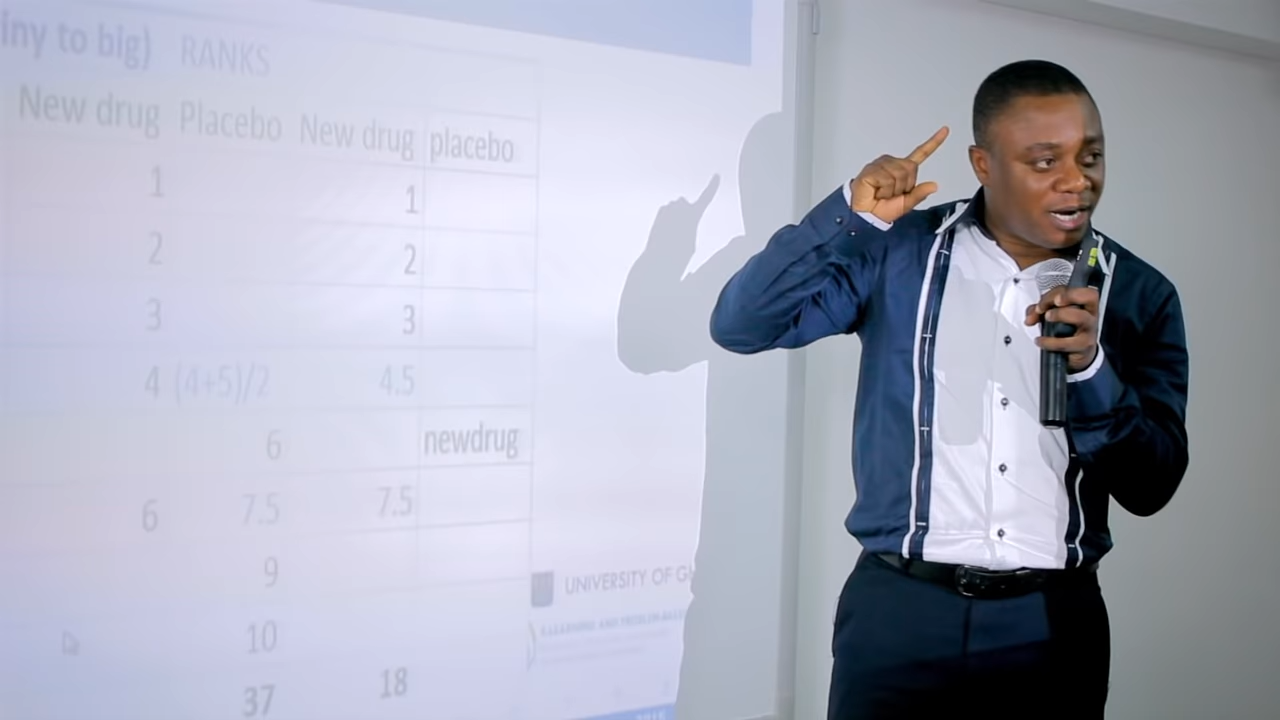 iny to big) RANKS
New drug Placebo New drug placebo
1 1
2 2
3 3
4 (4+5)/2 4.5
6 newdrug
6 7.5 7.5
9
UNIVERSITY OF
10
37 18